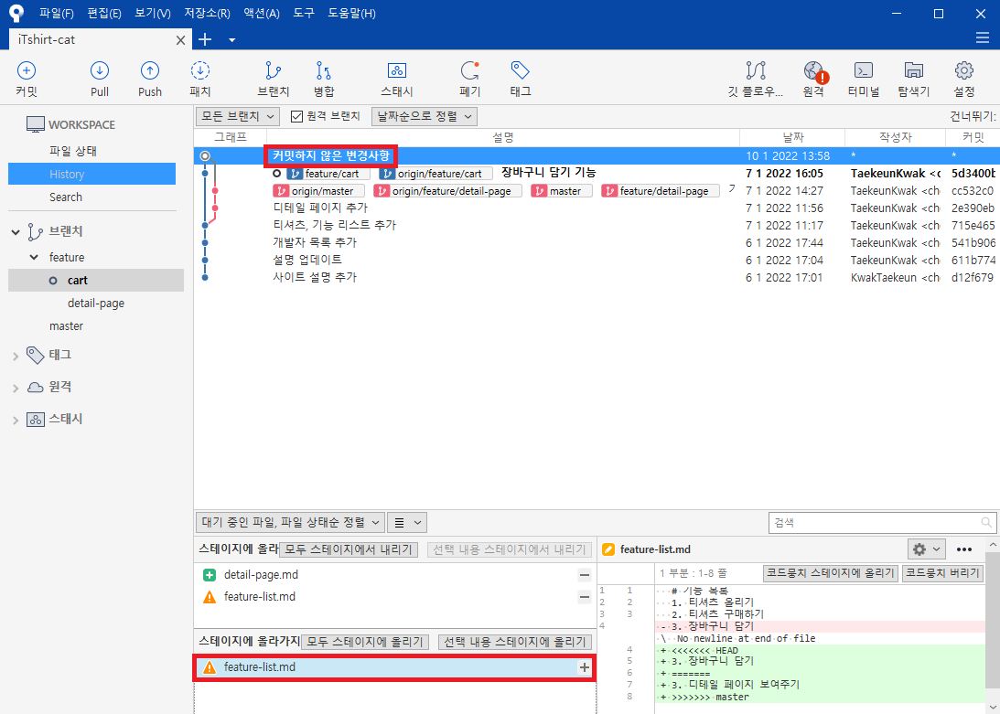 파일(F) 편집(E) 보기(V) 저장소(R) 액션(A) 도구 도움말(H)
iTshirt-cat
커밋 Pull Push 패치 브랜치 병합 스태시 폐기 태그 깃 플로우... 원격 터미널 탐색기 설정
WORKSPACE
파일 상태
History
Search
브랜치
feature
cart
detail-page
master
태그
원격
스태시
모든 브랜치 원격 브랜치 날짜순으로 정렬 건너뛰기:
그래프 설명 날짜 작성자 커밋
커밋하지 않은 변경사항 10 1 2022 13:58 * *
feature/cart origin/feature/cart 장바구니 담기 기능 7 1 2022 16:05 TaekeunKwak <c 5d3400b
origin/master origin/feature/detail-page master feature/detail-page 7 1 2022 14:27 TaekeunKwak <ch cc532c0
디테일 페이지 추가 7 1 2022 11:56 TaekeunKwak <ch 2e390eb
티셔츠, 기능 리스트 추가 7 1 2022 11:17 TaekeunKwak <ch 715e465
개발자 목록 추가 6 1 2022 17:44 TaekeunKwak <ch 541b906
설명 업데이트 6 1 2022 17:04 TaekeunKwak <ch 611b774
사이트 설명 추가 6 1 2022 17:01 KwakTaekeun <ch d12f679
대기 중인 파일, 파일 상태순 정렬 검색
스테이지에 올라 모두 스테이지에서 내리기 선택 내용 스테이지에서 내리기
detail-page.md
feature-list.md
스테이지에 올라가지 모두 스테이지에 올리기 선택 내용 스테이지에 올리기
feature-list.md
feature-list.md
1 부분 : 1-8 줄 코드뭉치 스테이지에 올리기 코드뭉치 버리기
1 1 # 기능 목록
2 2 1. 티셔츠 올리기
3 3 2. 티셔츠 구매하기
4 - 3. 장바구니 담기
\ No newline at end of file
4 + <<<<<<< HEAD
5 + 3. 장바구니 담기
6 + =======
7 + 3. 디테일 페이지 보여주기
8 + >>>>>>> master